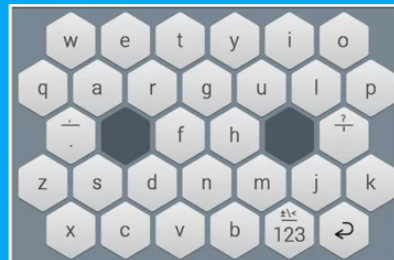 w e t y i o
q a r g u l p
, . f h ? !
z s d n m j k
x c v b ±\< 123